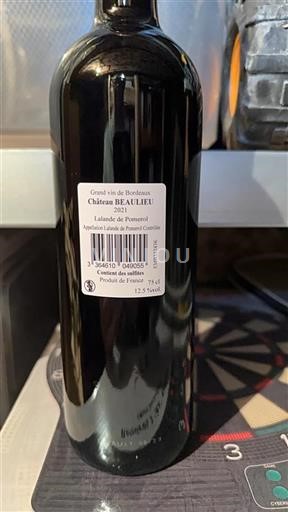 Grand vin de Bordeaux
Château BEAULIEU
2021
Lalande de Pomerol
Appellation Lalande de Pomerol Contrôlée
3 364610 049055
Contient des sulfites
Produit de France
75 cl
12.5 %vol.
3